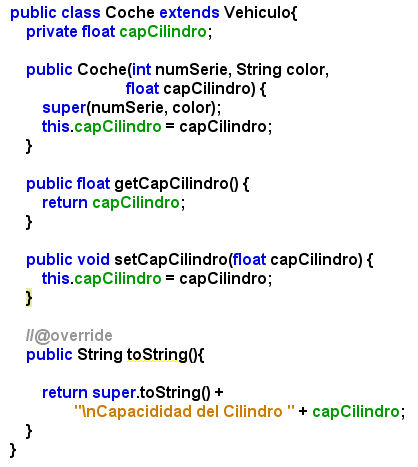 public class Coche extends Vehiculo{
private float capCilindro;
public Coche(int numSerie, String color,
float capCilindro) {
super(numSerie, color);
this.capCilindro = capCilindro;
}
public float getCapCilindro() {
return capCilindro;
}
public void setCapCilindro(float capCilindro) {
this.capCilindro = capCilindro;
}
//@override
public String toString(){
return super.toString() +
"\nCapacididad del Cilindro " + capCilindro;
}
}